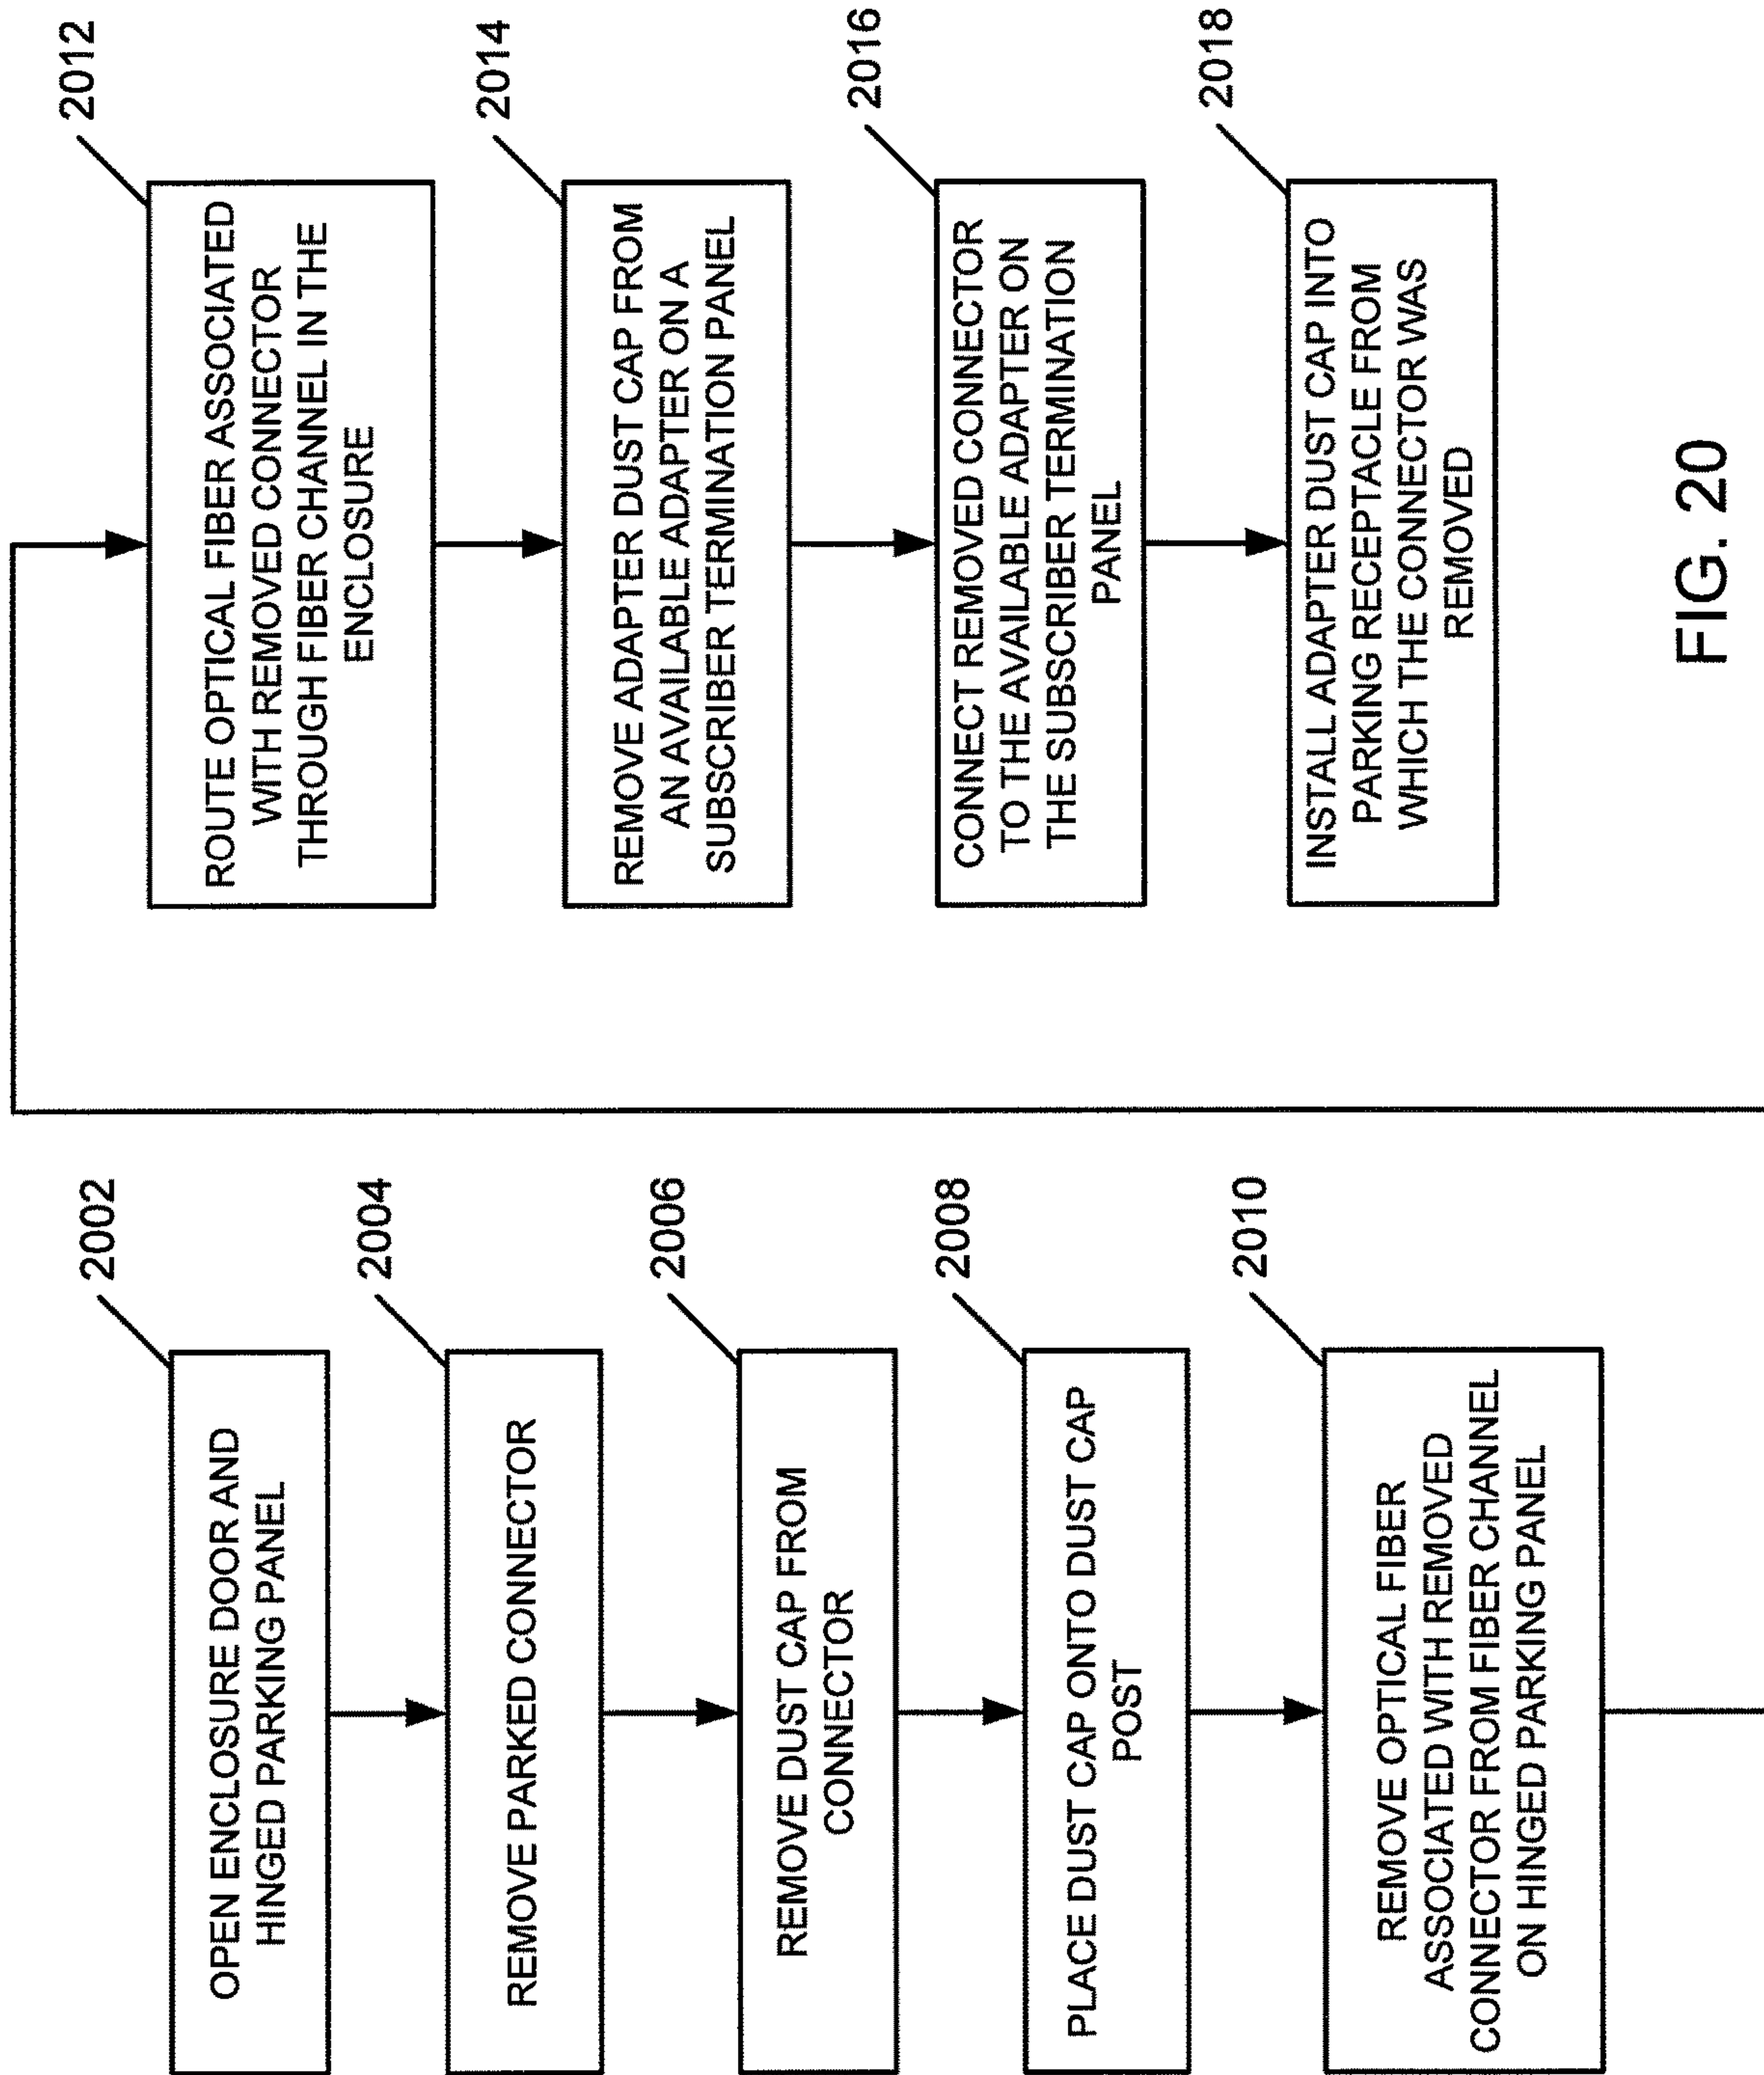 2002
OPEN ENCLOSURE DOOR AND
HINGED PARKING PANEL
2004
REMOVE PARKED CONNECTOR
2006
REMOVE DUST CAP FROM
CONNECTOR
2008
PLACE DUST CAP ONTO DUST CAP
POST
2010
REMOVE OPTICAL FIBER
ASSOCIATED WITH REMOVED
CONNECTOR FROM FIBER CHANNEL
ON HINGED PARKING PANEL
2012
ROUTE OPTICAL FIBER ASSOCIATED
WITH REMOVED CONNECTOR
THROUGH FIBER CHANNEL IN THE
ENCLOSURE
2014
REMOVE ADAPTER DUST CAP FROM
AN AVAILABLE ADAPTER ON A
SUBSCRIBER TERMINATION PANEL
2016
CONNECT REMOVED CONNECTOR
TO THE AVAILABLE ADAPTER ON
THE SUBSCRIBER TERMINATION
PANEL
2018
INSTALL ADAPTER DUST CAP INTO
PARKING RECEPTACLE FROM
WHICH THE CONNECTOR WAS
REMOVED
FIG. 20